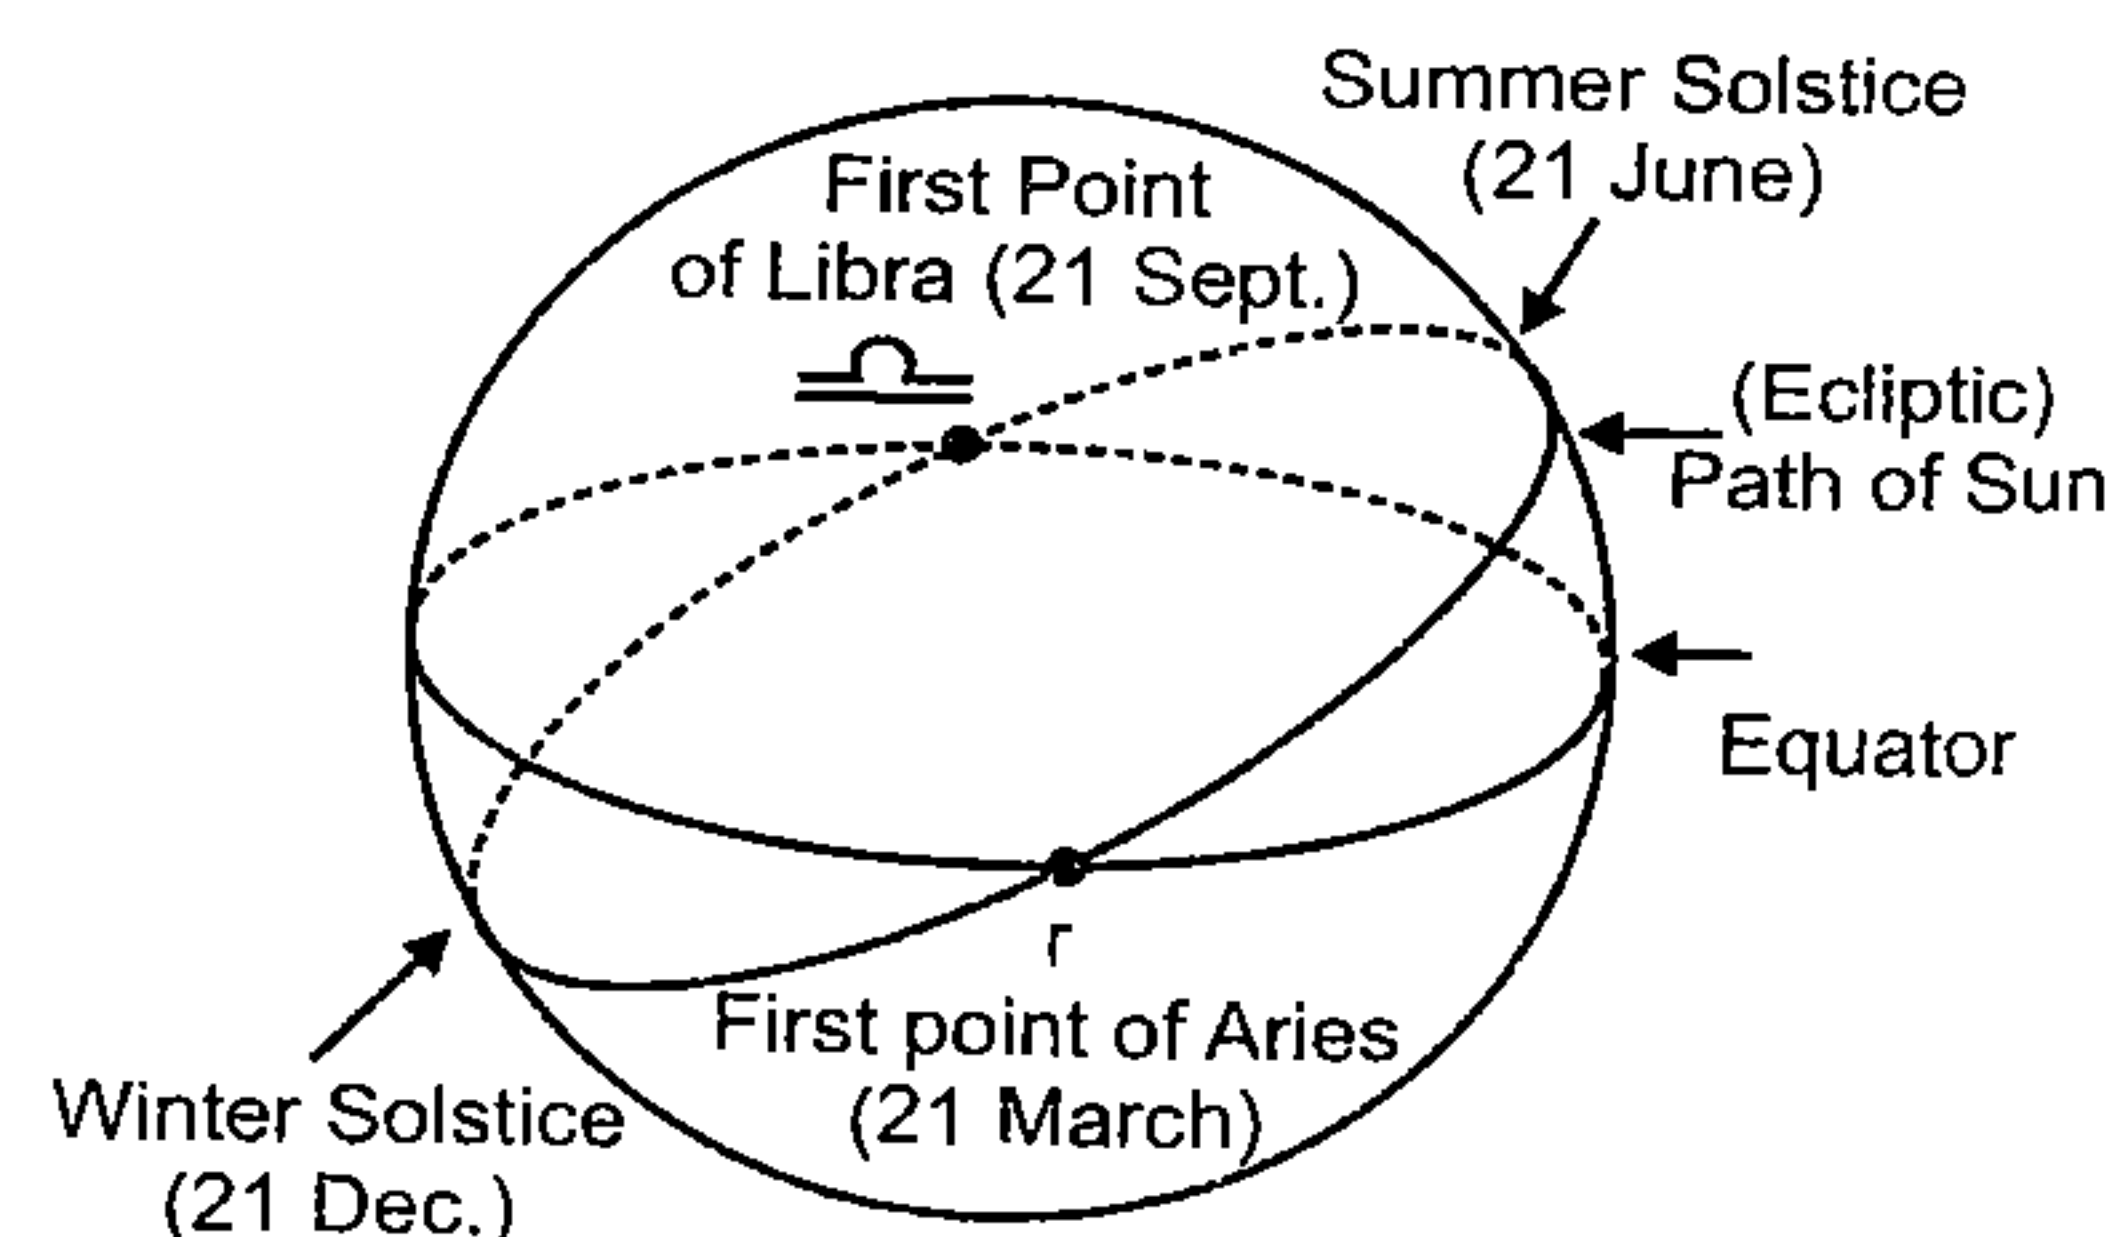 Summer Solstice
(21 June)
First Point
of Libra (21 Sept.)
♎
(Ecliptic)
Path of Sun
Equator
r
First point of Aries
(21 March)
Winter Solstice
(21 Dec.)